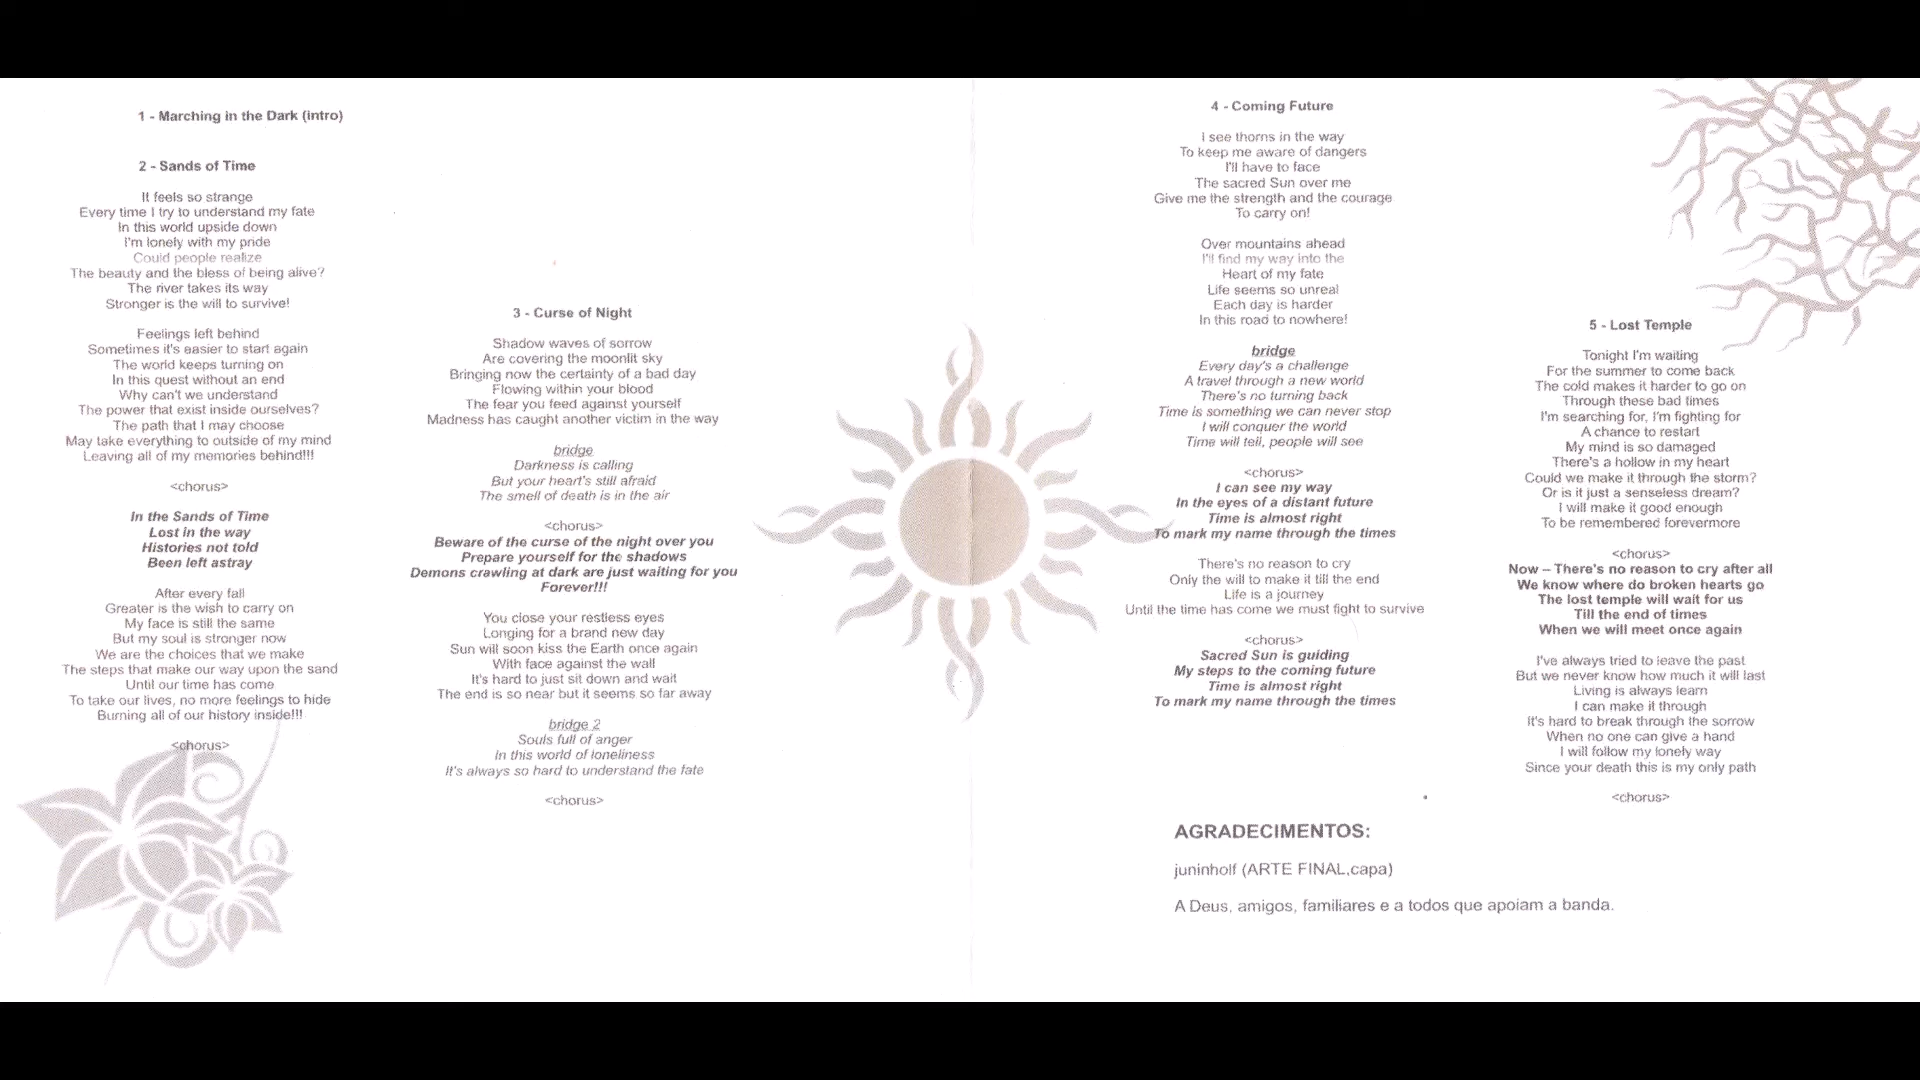 1 - Marching in the Dark (intro)
2 - Sands of Time
It feels so strange
Every time I try to understand my fate
In this world upside down
I'm lonely with my pride
Could people realize
The beauty and the bless of being alive?
The river takes its way
Stronger is the will to survive!
Feelings left behind
Sometimes it's easier to start again
The world keeps turning on
In this quest without an end
Why can't we understand
The power that exist inside ourselves?
The path that I may choose
May take everything to outside of my mind
Leaving all of my memories behind!!!
<chorus>
In the Sands of Time
Lost in the way
Histories not told
Been left astray
After every fall
Greater is the wish to carry on
My face is still the same
But my soul is stronger now
We are the choices that we make
The steps that make our way upon the sand
Until our time has come
To take our lives, no more feelings to hide
Burning all of our history inside!!!
<chorus>
3 - Curse of Night
Shadow waves of sorrow
Are covering the moonlit sky
Bringing now the certainty of a bad day
Flowing within your blood
The fear you feed against yourself
Madness has caught another victim in the way
bridge
Darkness is calling
But your heart's still afraid
The smell of death is in the air
<chorus>
Beware of the curse of the night over you
Prepare yourself for the shadows
Demons crawling at dark are just waiting for you
Forever!!!
You close your restless eyes
Longing for a brand new day
Sun will soon kiss the Earth once again
With face against the wall
It's hard to just sit down and wait
The end is so near but it seems so far away
bridge 2
Souls full of anger
In this world of loneliness
It's always so hard to understand the fate
<chorus>
4 - Coming Future
I see thorns in the way
To keep me aware of dangers
I'll have to face
The sacred Sun over me
Give me the strength and the courage
To carry on!
Over mountains ahead
I'll find my way into the
Heart of my fate
Life seems so unreal
Each day is harder
In this road to nowhere!
bridge
Every day's a challenge
A travel through a new world
There's no turning back
Time is something we can never stop
I will conquer the world
Time will tell, people will see
<chorus>
I can see my way
In the eyes of a distant future
Time is almost right
To mark my name through the times
There's no reason to cry
Only the will to make it till the end
Life is a journey
Until the time has come we must fight to survive
<chorus>
Sacred Sun is guiding
My steps to the coming future
Time is almost right
To mark my name through the times
5 - Lost Temple
Tonight I'm waiting
For the summer to come back
The cold makes it harder to go on
Through these bad times
I'm searching for, I'm fighting for
A chance to restart
My mind is so damaged
There's a hollow in my heart
Could we make it through the storm?
Or is it just a senseless dream?
I will make it good enough
To be remembered forevermore
<chorus>
Now – There's no reason to cry after all
We know where do broken hearts go
The lost temple will wait for us
Till the end of times
When we will meet once again
I've always tried to leave the past
But we never know how much it will last
Living is always learn
I can make it through
It's hard to break through the sorrow
When no one can give a hand
I will follow my lonely way
Since your death this is my only path
<chorus>
AGRADECIMENTOS:
juninholf (ARTE FINAL,capa)
A Deus, amigos, familiares e a todos que apoiam a banda.